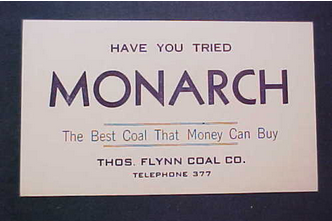 HAVE YOU TRIED
MONARCH
The Best Coal That Money Can Buy
THOS. FLYNN COAL CO.
TELEPHONE 377